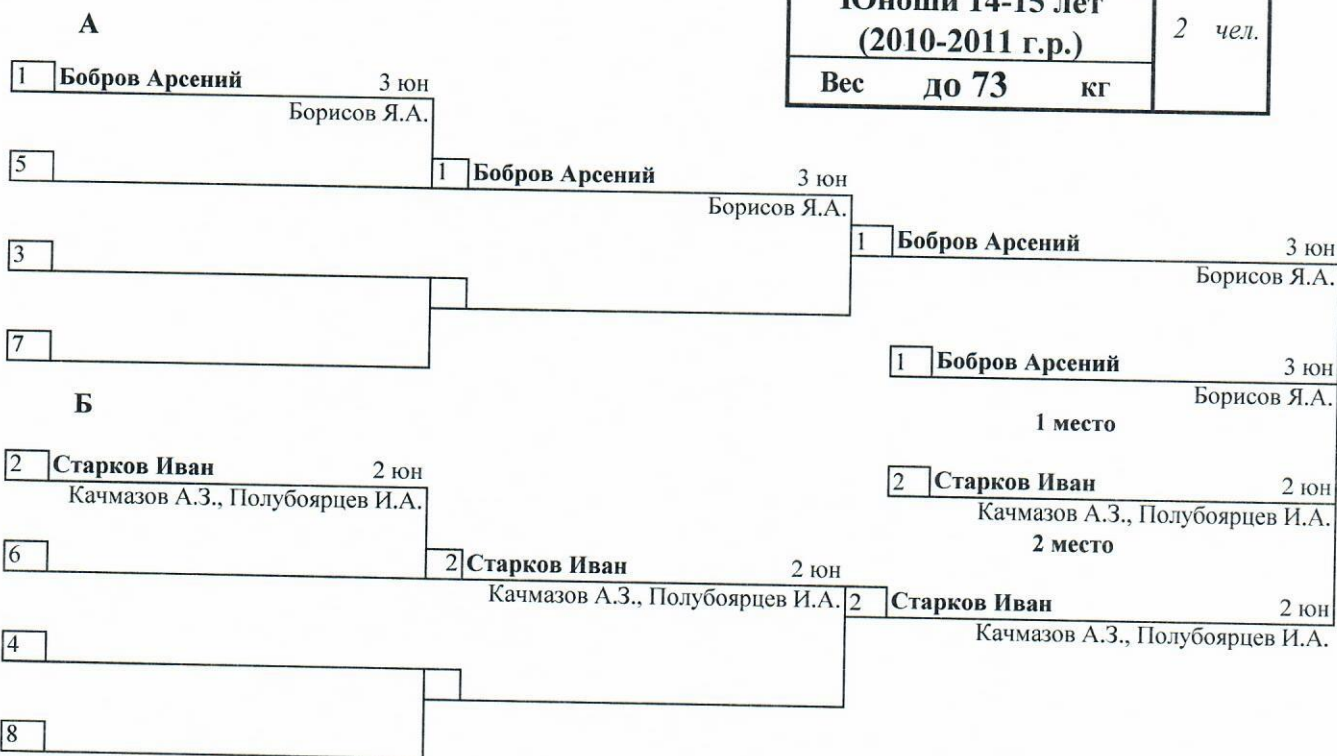 Юноши 14-15 лет
(2010-2011 г.р.)
2 чел.
Вес до 73 кг
А
1 Бобров Арсений 3 юн
Борисов Я.А.
5
1 Бобров Арсений 3 юн
Борисов Я.А.
3
1 Бобров Арсений 3 юн
Борисов Я.А.
7
1 Бобров Арсений 3 юн
Борисов Я.А.
1 место
Б
2 Старков Иван 2 юн
Качмазов А.З., Полубоярцев И.А.
2 Старков Иван 2 юн
Качмазов А.З., Полубоярцев И.А.
2 место
6
2 Старков Иван 2 юн
Качмазов А.З., Полубоярцев И.А.
2 Старков Иван 2 юн
Качмазов А.З., Полубоярцев И.А.
4
8